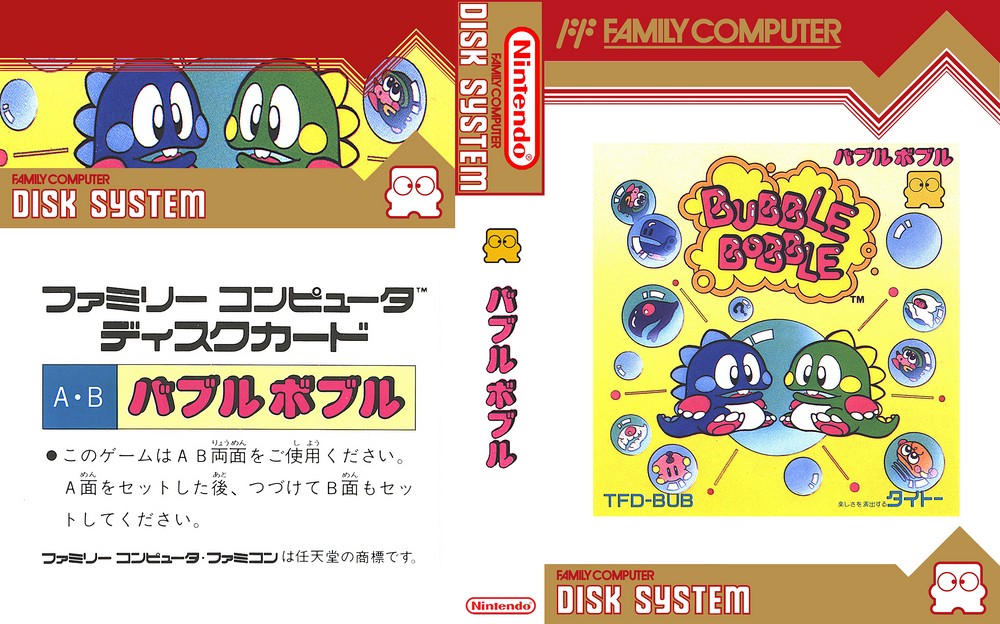 FAMILY COMPUTER
DISK SYSTEM
ファミリー コンピュータ™
ディスクカード
A・B バブルボブル
●このゲームはAB両面をご使用ください。
A面をセットした後、つづけてB面もセッ
トしてください。
ファミリー コンピュータ・ファミコンは任天堂の商標です。
Nintendo®
FAMILY COMPUTER
DISK SYSTEM
バブルボブル
Nintendo
FAMILY COMPUTER
バブルボブル
BUBBLE
BOBBLE
TM
TFD-BUB
楽しさを演出する タイトー
FAMILY COMPUTER
DISK SYSTEM